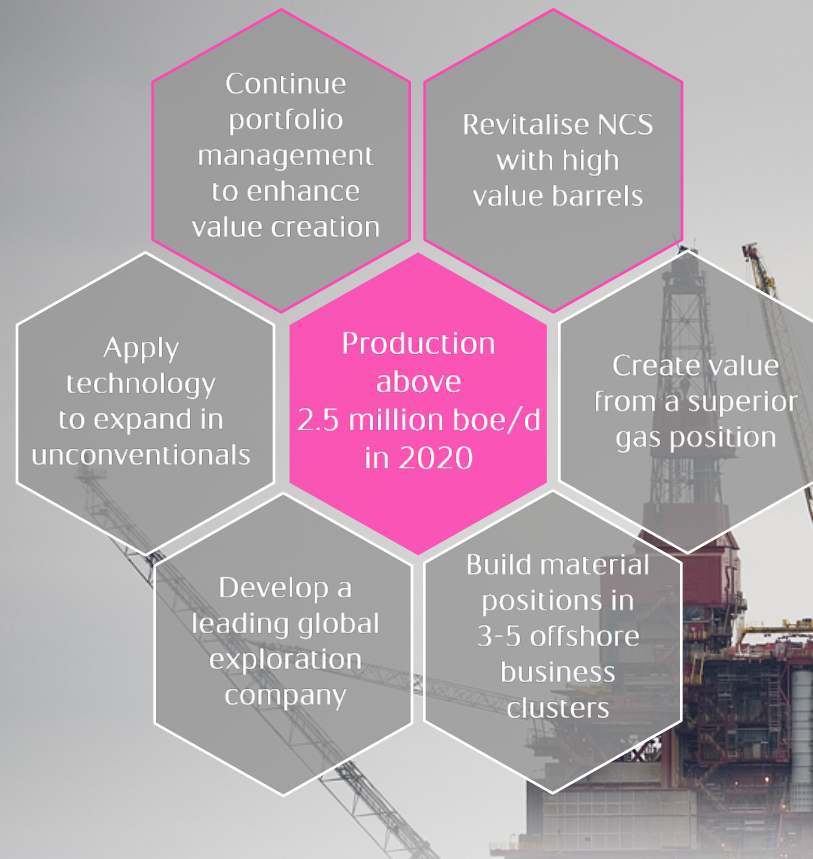 Continue
portfolio
management
to enhance
value creation
Revitalise NCS
with high
value barrels
Apply
technology
to expand in
unconventionals
Production
above
2.5 million boe/d
in 2020
Create value
from a superior
gas position
Develop a
leading global
exploration
company
Build material
positions in
3-5 offshore
business
clusters